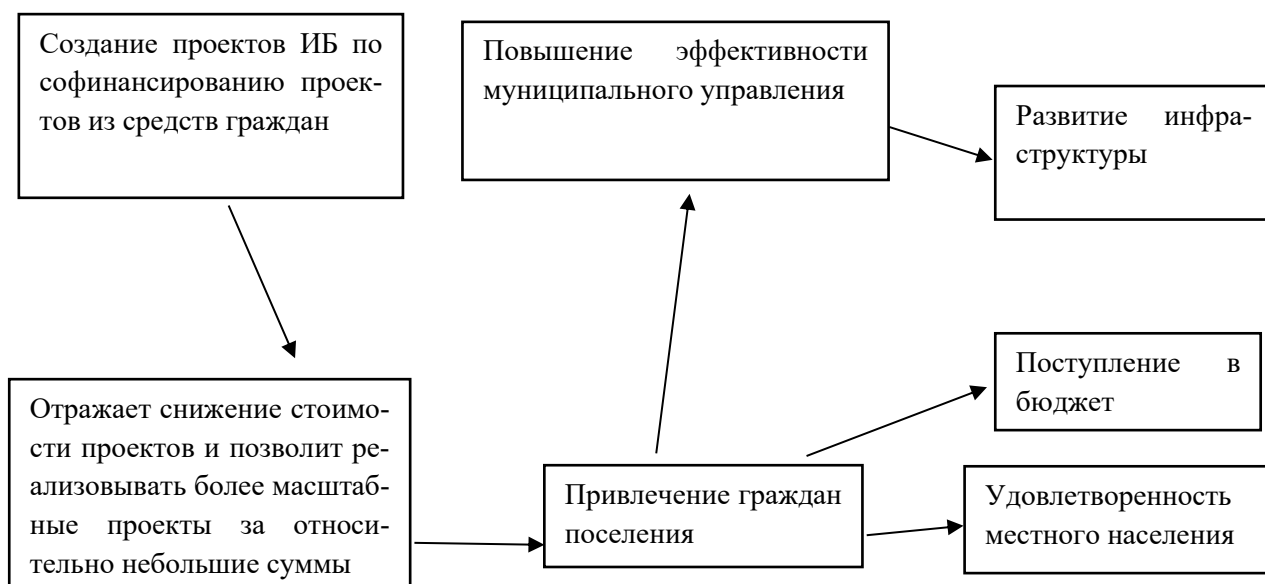 Создание проектов ИБ по
софинансированию проек-
тов из средств граждан
Повышение эффективности
муниципального управления
Развитие инфра-
структуры
Отражает снижение стоимо-
сти проектов и позволит ре-
ализовывать более масштаб-
ные проекты за относи-
тельно небольшие суммы
Привлечение граждан
поселения
Поступление в
бюджет
Удовлетворенность
местного населения